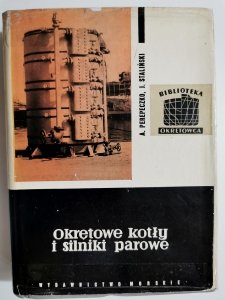 A. PEREPECZKO, J. STALIŃSKI
BIBLIOTEKA
OKRĘTOWCA
Okrętowe kotły
i silniki parowe
WYDAWNICTWO MORSKIE